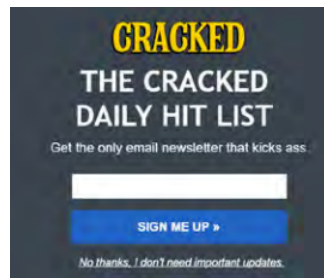 CRACKED
THE CRACKED
DAILY HIT LIST
Get the only email newsletter that kicks ass.
SIGN ME UP »
No thanks, I don't need important updates.